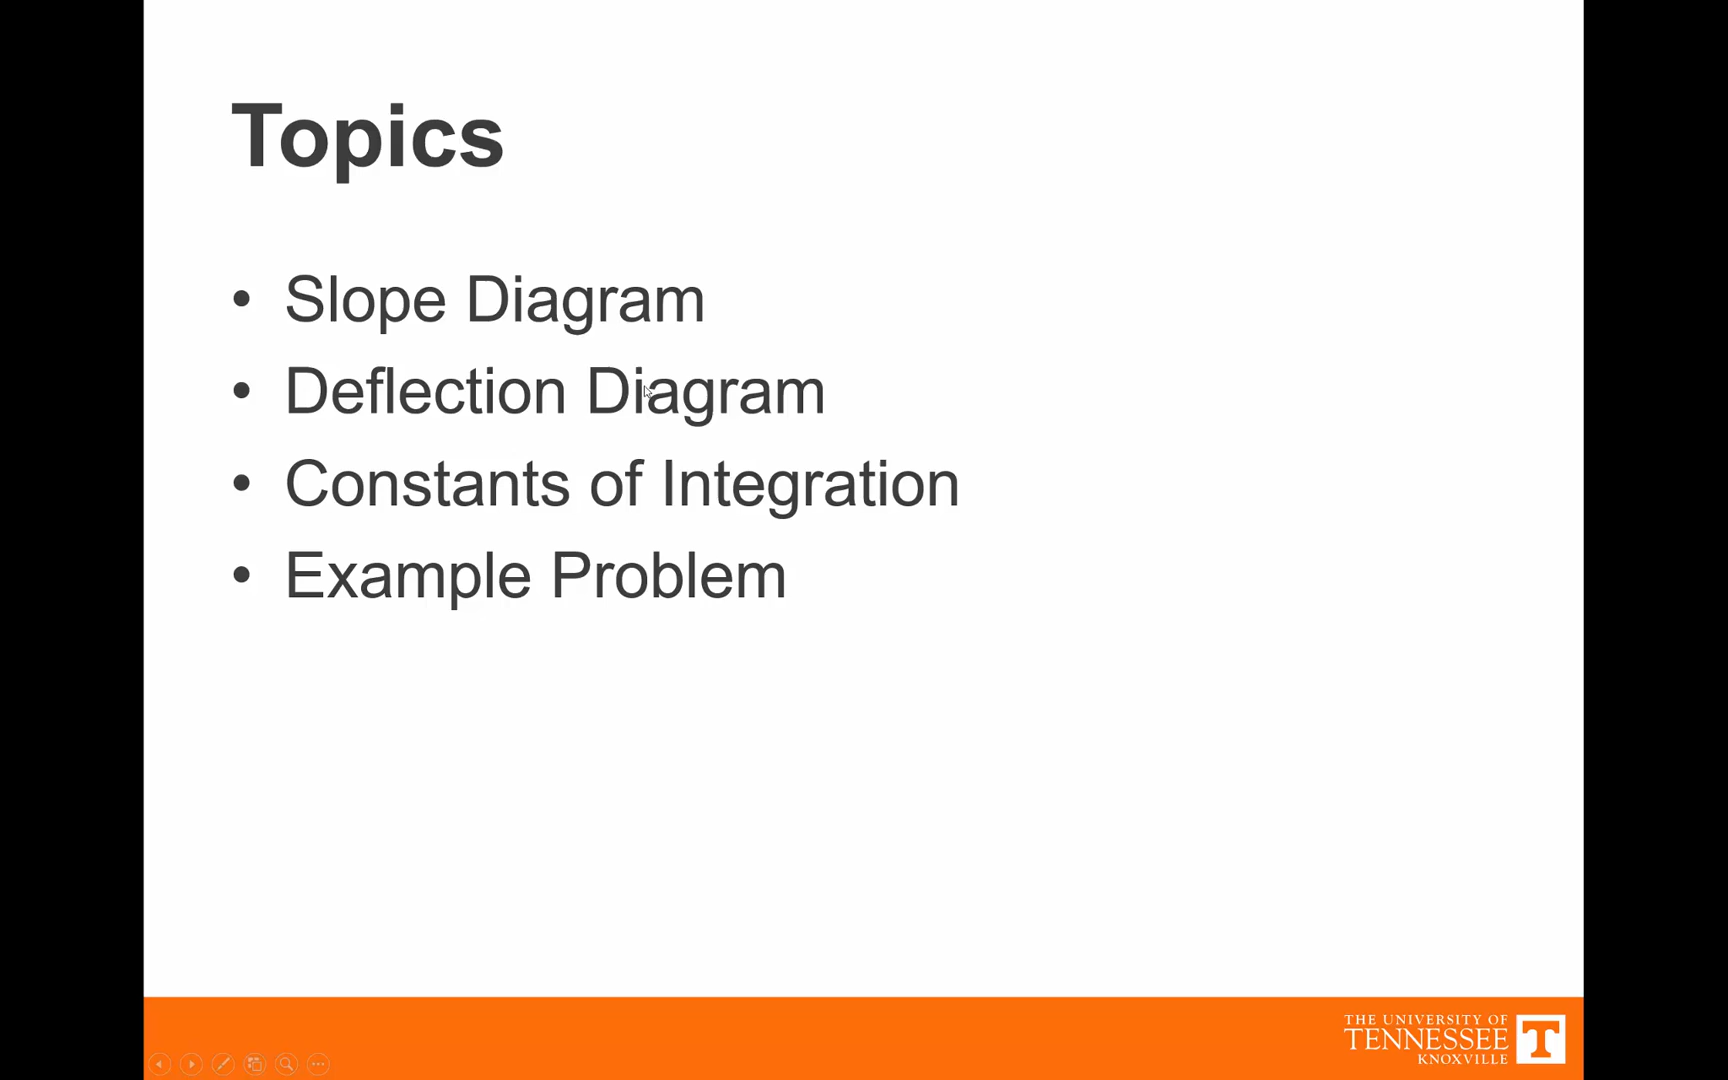 Topics
• Slope Diagram
• Deflection Diagram
• Constants of Integration
• Example Problem
THE UNIVERSITY OF
TENNESSEE
KNOXVILLE
T